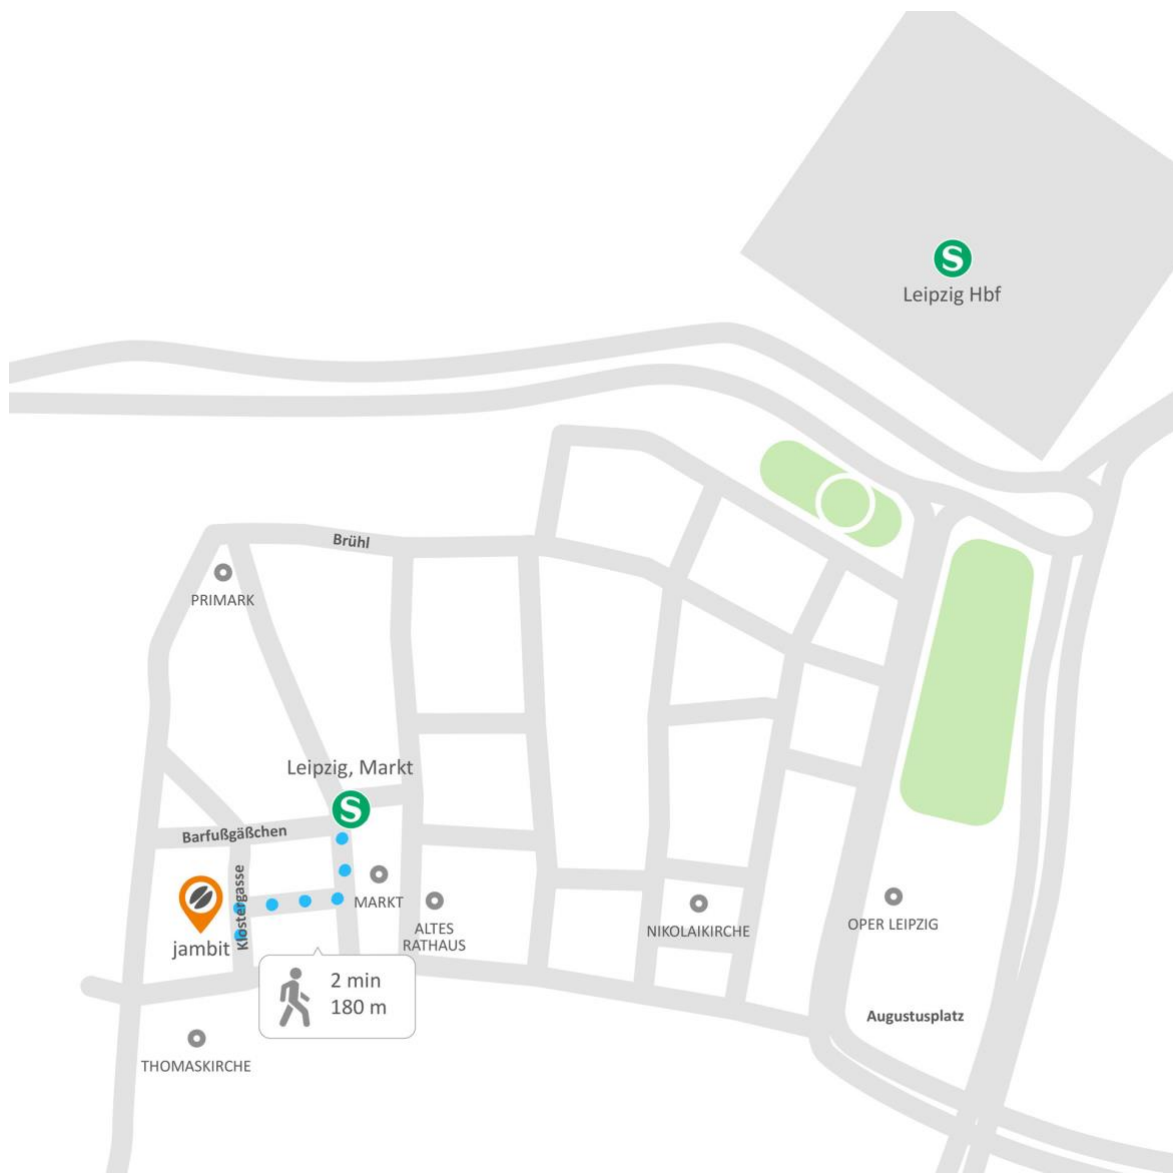 S
Leipzig Hbf
Brühl
PRIMARK
Leipzig, Markt
S
Barfußgäßchen
Klostergasse
MARKT
jambit
ALTES
RATHAUS
NIKOLAIKIRCHE
OPER LEIPZIG
2 min
180 m
Augustusplatz
THOMASKIRCHE